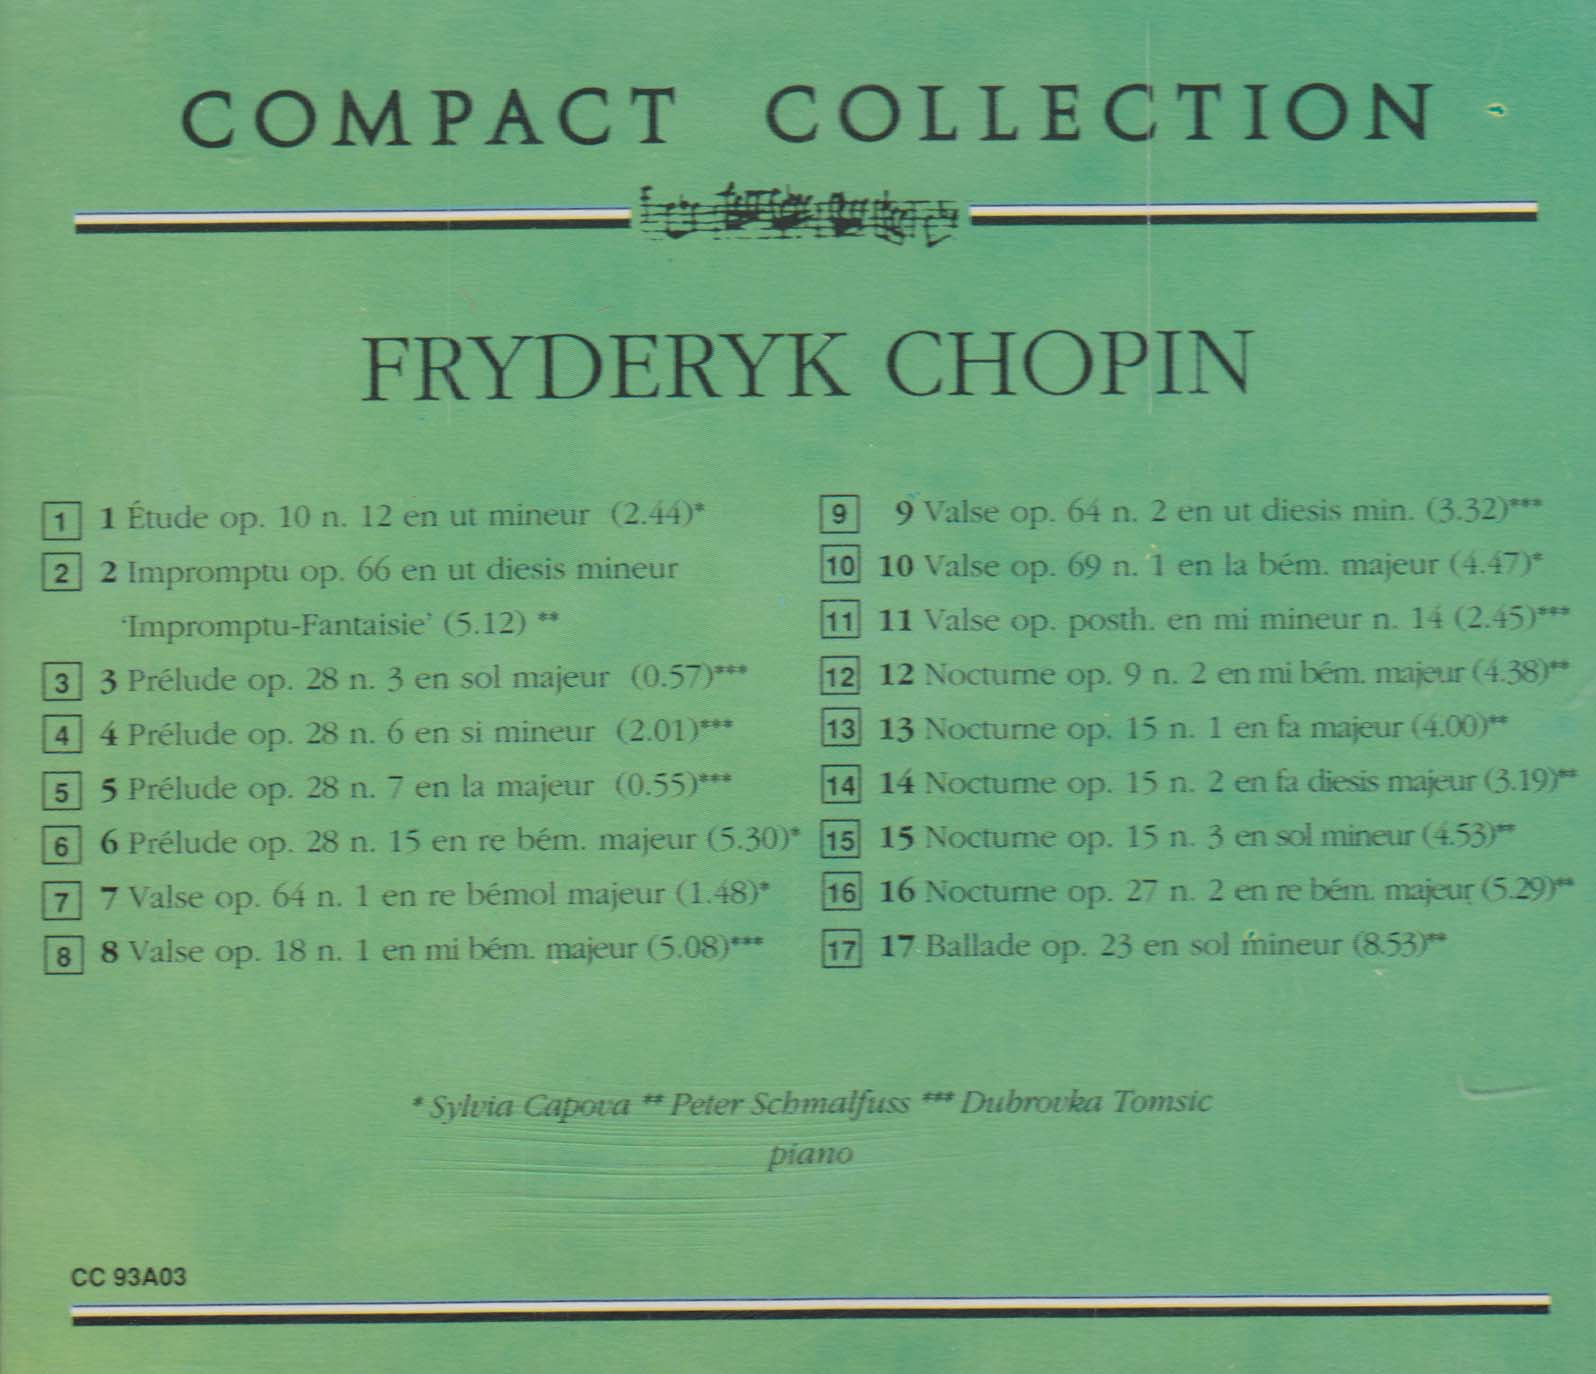 COMPACT COLLECTION
FRYDERYK CHOPIN
1 1 Étude op. 10 n. 12 en ut mineur (2.44)*
2 2 Impromptu op. 66 en ut diesis mineur
'Impromptu-Fantaisie' (5.12) **
3 3 Prélude op. 28 n. 3 en sol majeur (0.57)***
4 4 Prélude op. 28 n. 6 en si mineur (2.01)***
5 5 Prélude op. 28 n. 7 en la majeur (0.55)***
6 6 Prélude op. 28 n. 15 en re bém. majeur (5.30)*
7 7 Valse op. 64 n. 1 en re bémol majeur (1.48)*
8 8 Valse op. 18 n. 1 en mi bém. majeur (5.08)***
9 9 Valse op. 64 n. 2 en ut diesis min. (3.32)***
10 10 Valse op. 69 n. 1 en la bém. majeur (4.47)*
11 11 Valse op. posth. en mi mineur n. 14 (2.45)***
12 12 Nocturne op. 9 n. 2 en mi bém. majeur (4.38)**
13 13 Nocturne op. 15 n. 1 en fa majeur (4.00)**
14 14 Nocturne op. 15 n. 2 en fa diesis majeur (3.19)**
15 15 Nocturne op. 15 n. 3 en sol mineur (4.53)**
16 16 Nocturne op. 27 n. 2 en re bém. majeur (5.29)**
17 17 Ballade op. 23 en sol mineur (8.53)**
* Sylvia Capova ** Peter Schmalfuss *** Dubrovka Tomsic
piano
CC 93A03